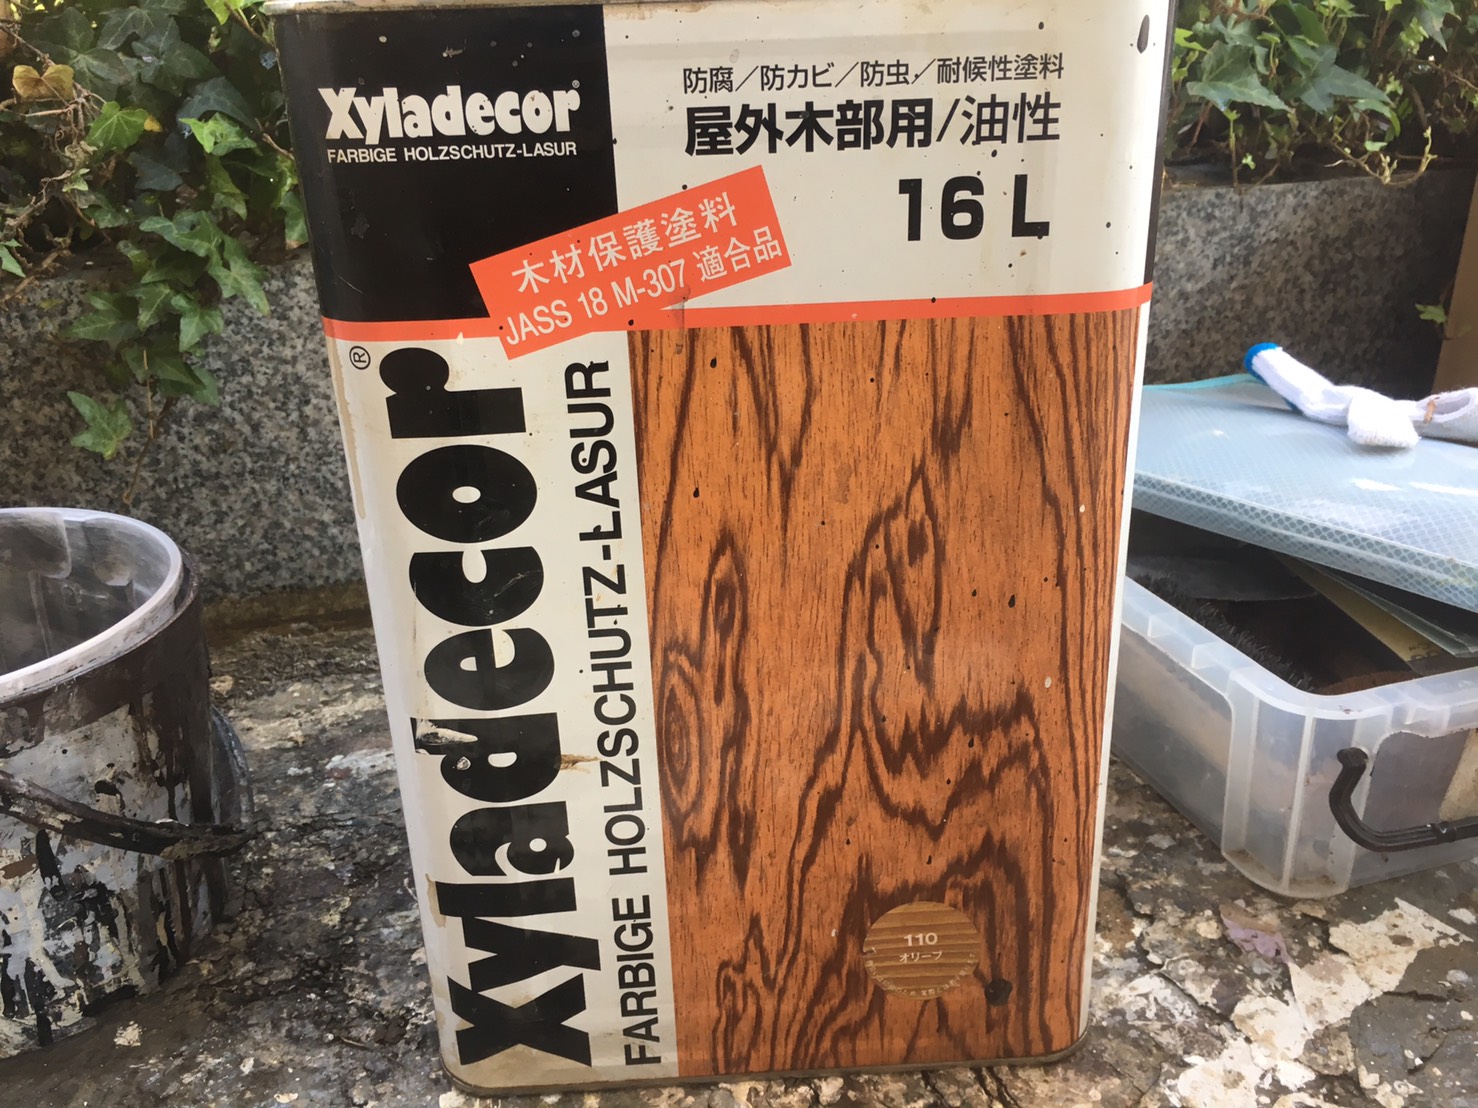 Xyladecor®
FARBIGE HOLZSCHUTZ-LASUR
防腐／防カビ／防虫／耐候性塗料
屋外木部用/油性
16L
木材保護塗料
JASS 18 M-307 適合品
Xyladecor®
FARBIGE HOLZSCHUTZ-LASUR
110
オリーブ